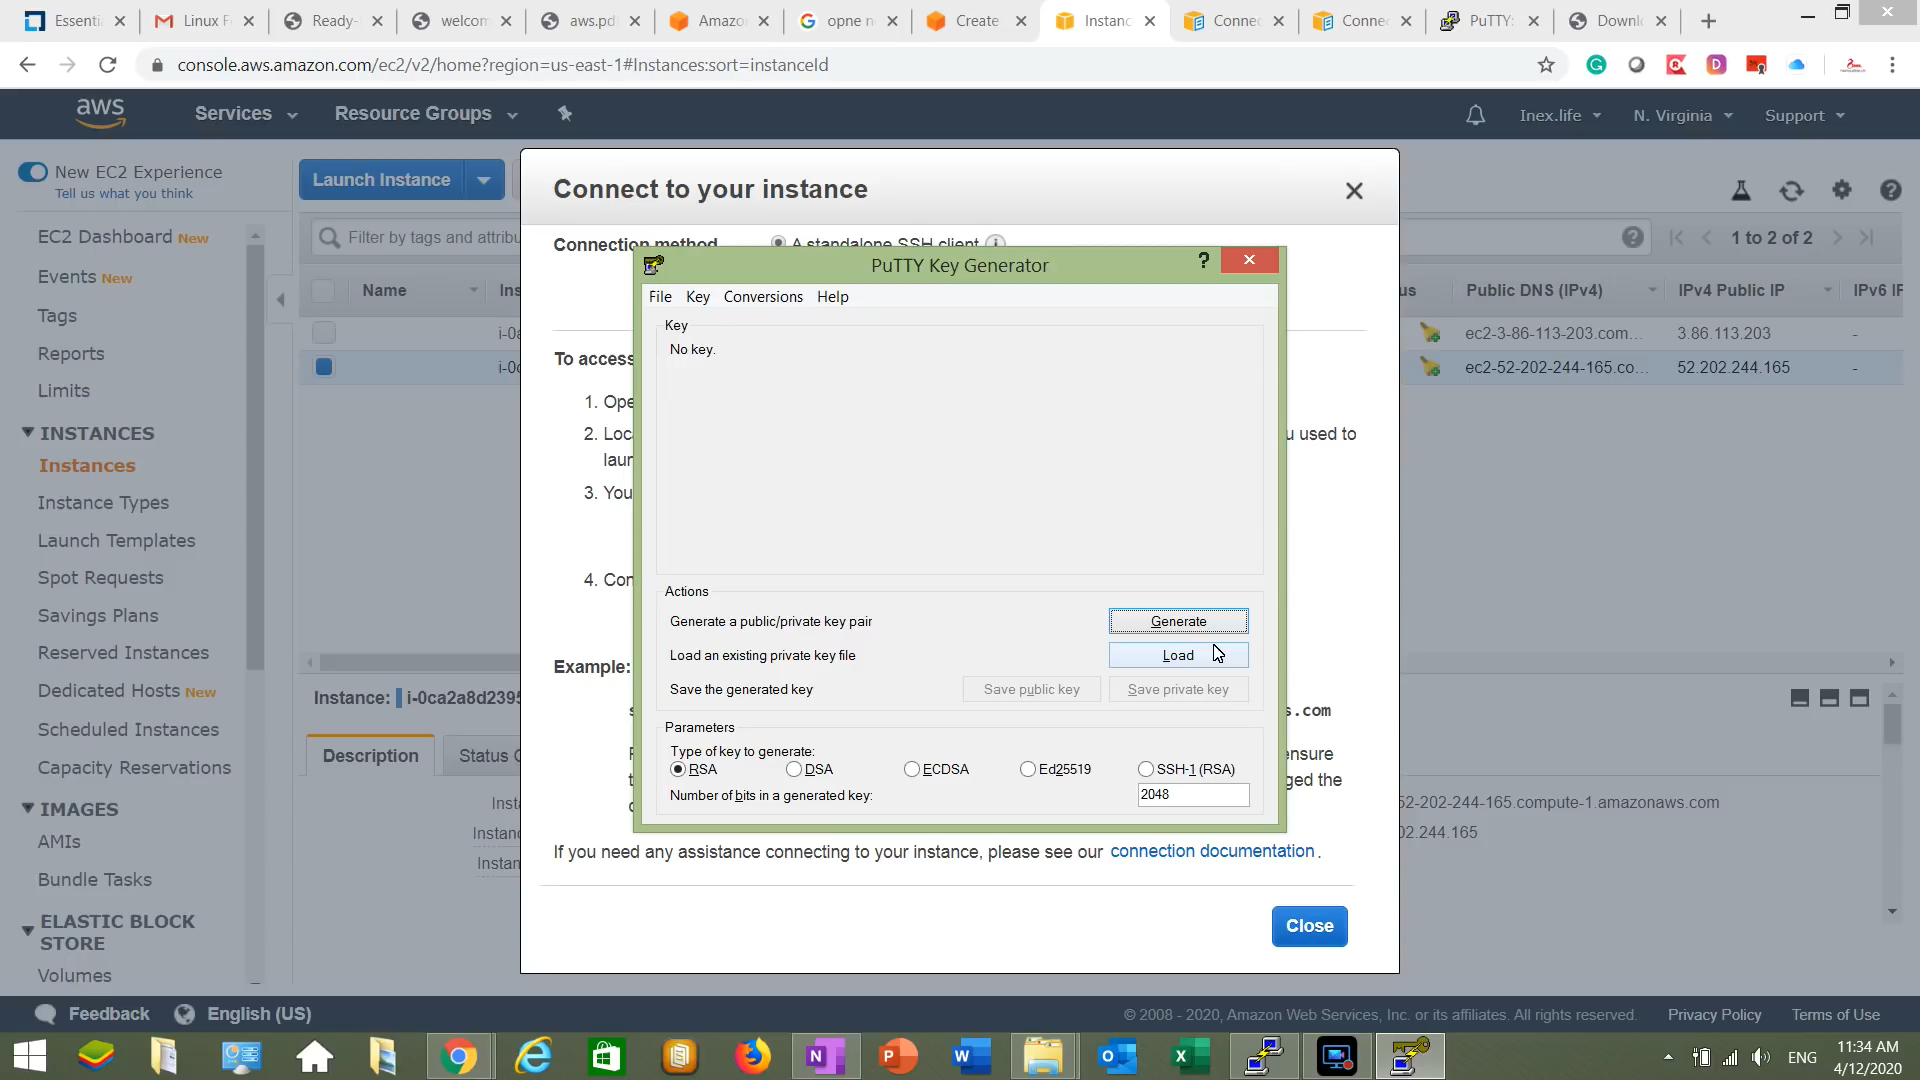 Essenti
Linux F
Ready-
welcom
aws.pd
Amazo
opne n
Create
Instanc
Connec
Connec
PuTTY:
Downl
console.aws.amazon.com/ec2/v2/home?region=us-east-1#Instances:sort=instanceId
aws
Services
Resource Groups
Inex.life
N. Virginia
Support
New EC2 Experience
Tell us what you think
EC2 Dashboard New
Events New
Tags
Reports
Limits
INSTANCES
Instances
Instance Types
Launch Templates
Spot Requests
Savings Plans
Reserved Instances
Dedicated Hosts New
Scheduled Instances
Capacity Reservations
IMAGES
AMIs
Bundle Tasks
ELASTIC BLOCK
STORE
Volumes
Launch Instance
Filter by tags and attribu
1 to 2 of 2
Name
Ins
us
Public DNS (IPv4)
IPv4 Public IP
IPv6 IF
i-0a
ec2-3-86-113-203.com...
3.86.113.203
-
i-0c
ec2-52-202-244-165.co...
52.202.244.165
-
Instance:
i-0ca2a8d2395
Description
Status C
Insta
52-202-244-165.compute-1.amazonaws.com
Instanc
02.244.165
Instan
Connect to your instance
Connection method
A standalone SSH client
To access
1. Ope
2. Loc
u used to
laun
3. You
4. Con
Example:
s.com
ensure
ged the
If you need any assistance connecting to your instance, please see our connection documentation.
Close
PuTTY Key Generator
?
File
Key
Conversions
Help
Key
No key.
Actions
Generate a public/private key pair
Generate
Load an existing private key file
Load
Save the generated key
Save public key
Save private key
Parameters
Type of key to generate:
RSA
DSA
ECDSA
Ed25519
SSH-1 (RSA)
Number of bits in a generated key:
2048
Feedback
English (US)
© 2008 - 2020, Amazon Web Services, Inc. or its affiliates. All rights reserved.
Privacy Policy
Terms of Use
ENG
11:34 AM
4/12/2020